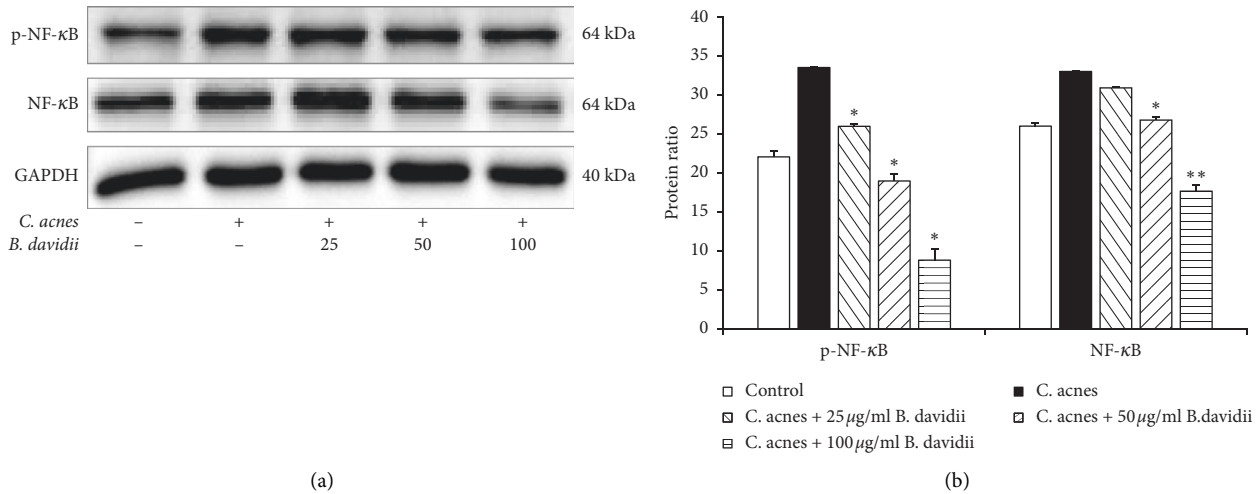 p-NF-κB 64 kDa
NF-κB 64 kDa
GAPDH 40 kDa
C. acnes – + + + +
B. davidii – – 25 50 100
(a)
40
35
30
25
20
15
10
5
0
Protein ratio
*
*
*
*
**
p-NF-κB NF-κB
Control C. acnes
C. acnes + 25 μg/ml B. davidii C. acnes + 50 μg/ml B.davidii
C. acnes + 100 μg/ml B. davidii
(b)